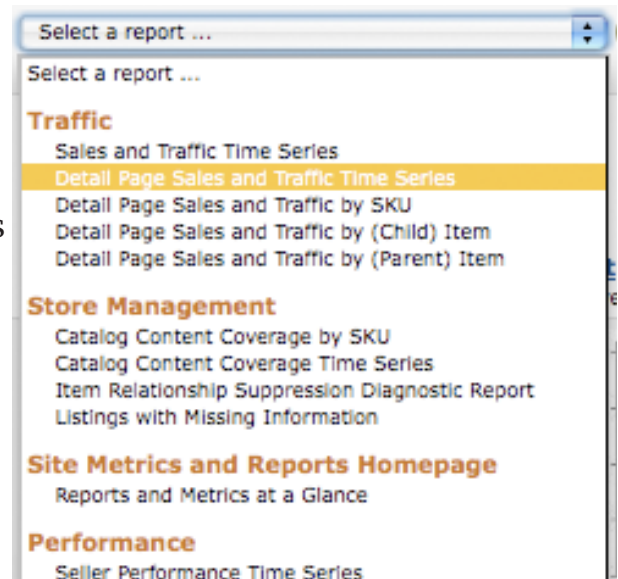 Select a report ...
Select a report ...
Traffic
Sales and Traffic Time Series
Detail Page Sales and Traffic Time Series
Detail Page Sales and Traffic by SKU
Detail Page Sales and Traffic by (Child) Item
Detail Page Sales and Traffic by (Parent) Item
Store Management
Catalog Content Coverage by SKU
Catalog Content Coverage Time Series
Item Relationship Suppression Diagnostic Report
Listings with Missing Information
Site Metrics and Reports Homepage
Reports and Metrics at a Glance
Performance
Seller Performance Time Series